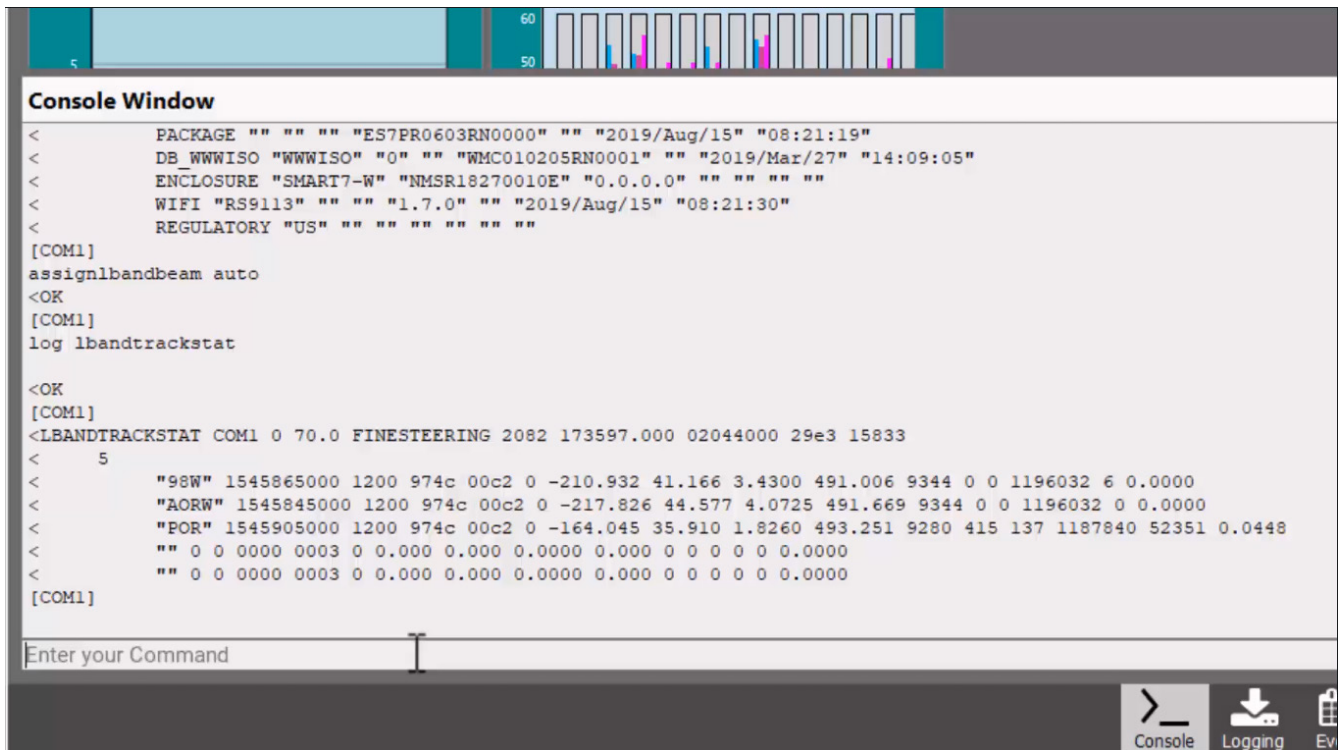 60
5
50
Console Window
< PACKAGE "" "" "" "ES7PR0603RN0000" "" "2019/Aug/15" "08:21:19"
< DB_WWWISO "WWWISO" "0" "" "WMC010205RN0001" "" "2019/Mar/27" "14:09:05"
< ENCLOSURE "SMART7-W" "NMSR18270010E" "0.0.0.0" "" "" "" ""
< WIFI "RS9113" "" "" "1.7.0" "" "2019/Aug/15" "08:21:30"
< REGULATORY "US" "" "" "" "" "" ""
[COM1]
assignlbandbeam auto
<OK
[COM1]
log lbandtrackstat
<OK
[COM1]
<LBANDTRACKSTAT COM1 0 70.0 FINESTEERING 2082 173597.000 02044000 29e3 15833
< 5
< "98W" 1545865000 1200 974c 00c2 0 -210.932 41.166 3.4300 491.006 9344 0 0 1196032 6 0.0000
< "AORW" 1545845000 1200 974c 00c2 0 -217.826 44.577 4.0725 491.669 9344 0 0 1196032 0 0.0000
< "POR" 1545905000 1200 974c 00c2 0 -164.045 35.910 1.8260 493.251 9280 415 137 1187840 52351 0.0448
< "" 0 0 0000 0003 0 0.000 0.000 0.0000 0.000 0 0 0 0 0 0.0000
< "" 0 0 0000 0003 0 0.000 0.000 0.0000 0.000 0 0 0 0 0 0.0000
[COM1]
Enter your Command
Console Logging Ev